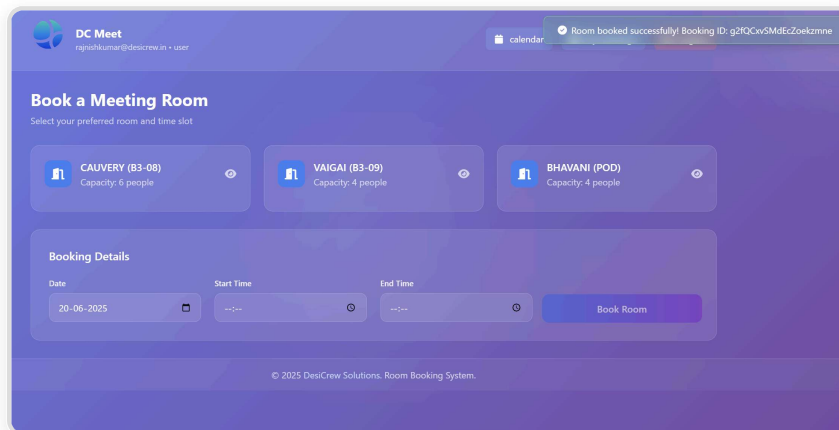 DC Meet
rajnishkumar@desicrew.in • user
calendar
Room booked successfully! Booking ID: g2fQCxvSMdEcZoekzmne
Book a Meeting Room
Select your preferred room and time slot
CAUVERY (B3-08)
Capacity: 6 people
VAIGAI (B3-09)
Capacity: 4 people
BHAVANI (POD)
Capacity: 4 people
Booking Details
Date
Start Time
End Time
20-06-2025
--:--
--:--
Book Room
© 2025 DesiCrew Solutions. Room Booking System.